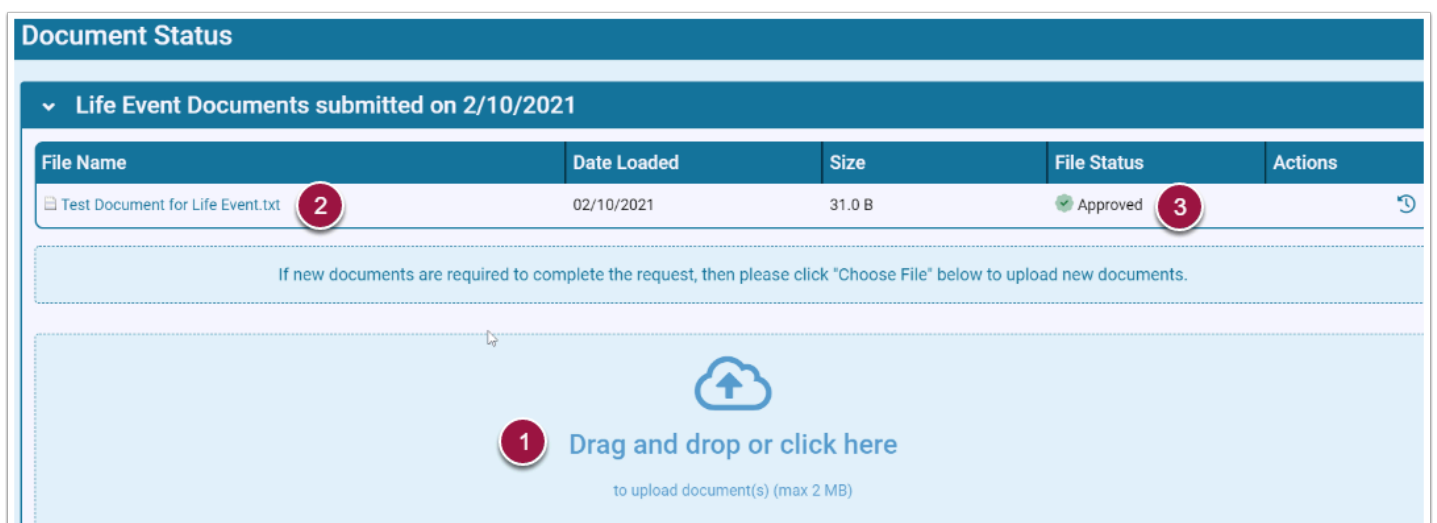 Document Status
Life Event Documents submitted on 2/10/2021
File Name Date Loaded Size File Status Actions
Test Document for Life Event.txt 2 02/10/2021 31.0 B Approved 3
If new documents are required to complete the request, then please click "Choose File" below to upload new documents.
1 Drag and drop or click here
to upload document(s) (max 2 MB)